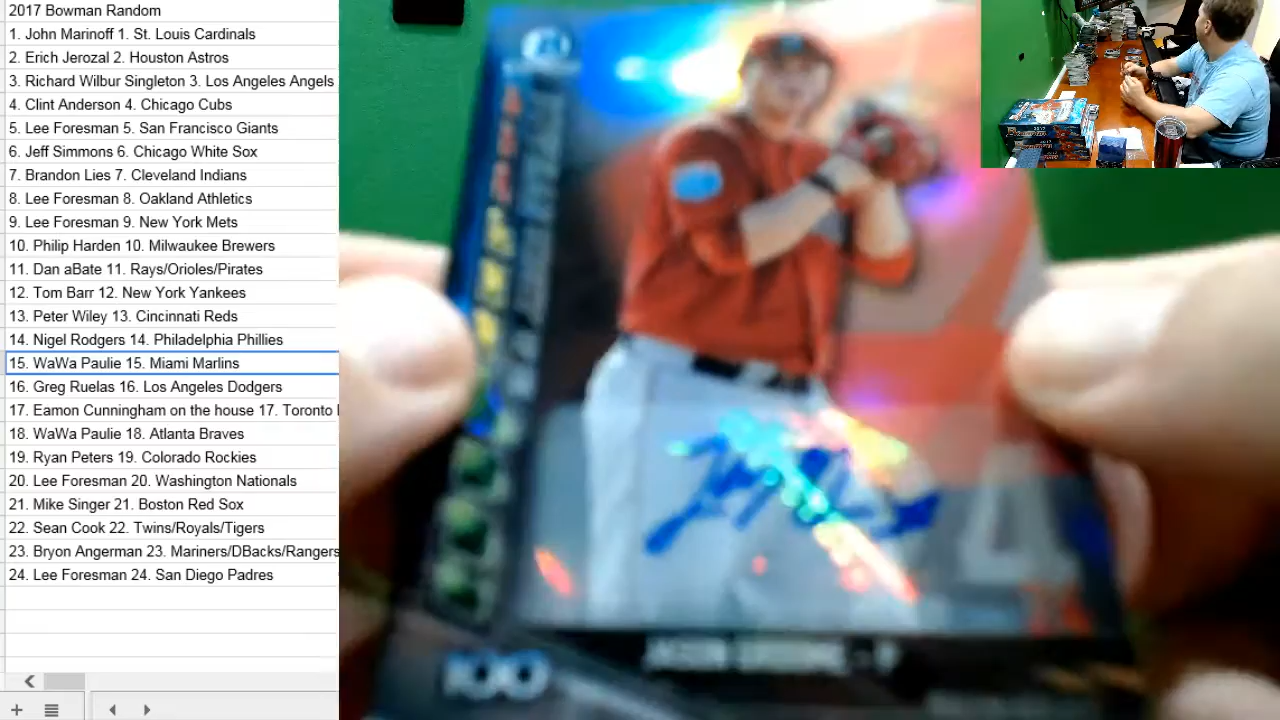 2017 Bowman Random
1. John Marinoff 1. St. Louis Cardinals
2. Erich Jerozal 2. Houston Astros
3. Richard Wilbur Singleton 3. Los Angeles Angels
4. Clint Anderson 4. Chicago Cubs
5. Lee Foresman 5. San Francisco Giants
6. Jeff Simmons 6. Chicago White Sox
7. Brandon Lies 7. Cleveland Indians
8. Lee Foresman 8. Oakland Athletics
9. Lee Foresman 9. New York Mets
10. Philip Harden 10. Milwaukee Brewers
11. Dan aBate 11. Rays/Orioles/Pirates
12. Tom Barr 12. New York Yankees
13. Peter Wiley 13. Cincinnati Reds
14. Nigel Rodgers 14. Philadelphia Phillies
15. WaWa Paulie 15. Miami Marlins
16. Greg Ruelas 16. Los Angeles Dodgers
17. Eamon Cunningham on the house 17. Toronto
18. WaWa Paulie 18. Atlanta Braves
19. Ryan Peters 19. Colorado Rockies
20. Lee Foresman 20. Washington Nationals
21. Mike Singer 21. Boston Red Sox
22. Sean Cook 22. Twins/Royals/Tigers
23. Bryon Angerman 23. Mariners/DBacks/Rangers
24. Lee Foresman 24. San Diego Padres
4
100